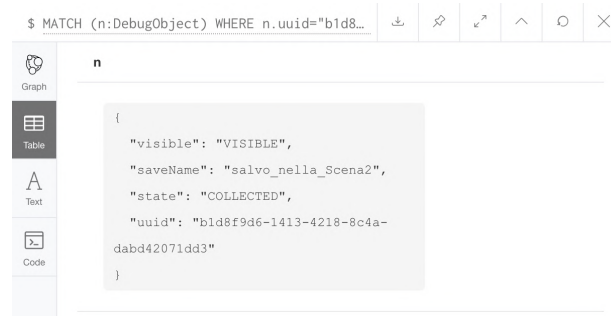 $ MATCH (n:DebugObject) WHERE n.uuid="b1d8…
Graph
Table
A
Text
Code
n
{
"visible": "VISIBLE",
"saveName": "salvo_nella_Scena2",
"state": "COLLECTED",
"uuid": "b1d8f9d6-1413-4218-8c4a-
dabd42071dd3"
}